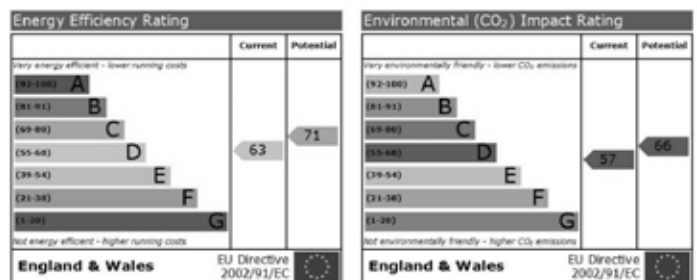 Energy Efficiency Rating
Current Potential
Very energy efficient - lower running costs
(92-100) A
(81-91) B
(69-80) C
(55-68) D
(39-54) E
(21-38) F
(1-20) G
63
71
Not energy efficient - higher running costs
England & Wales
EU Directive
2002/91/EC
Environmental (CO₂) Impact Rating
Current Potential
Very environmentally friendly - lower CO₂ emissions
(92-100) A
(81-91) B
(69-80) C
(55-68) D
(39-54) E
(21-38) F
(1-20) G
57
66
Not environmentally friendly - higher CO₂ emissions
England & Wales
EU Directive
2002/91/EC